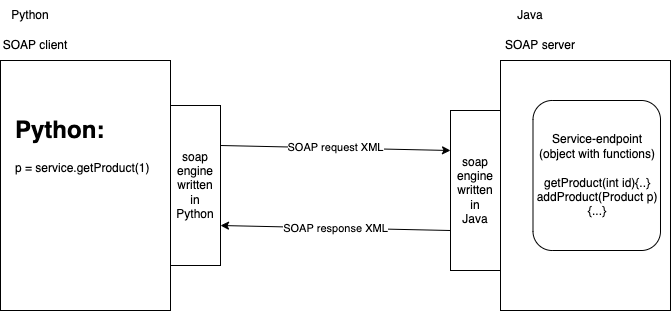 Python
Java
SOAP client
SOAP server
Python:
p = service.getProduct(1)
soap
engine
written
in
Python
SOAP request XML
SOAP response XML
soap
engine
written
in
Java
Service-endpoint
(object with functions)
getProduct(int id){..}
addProduct(Product p)
{...}